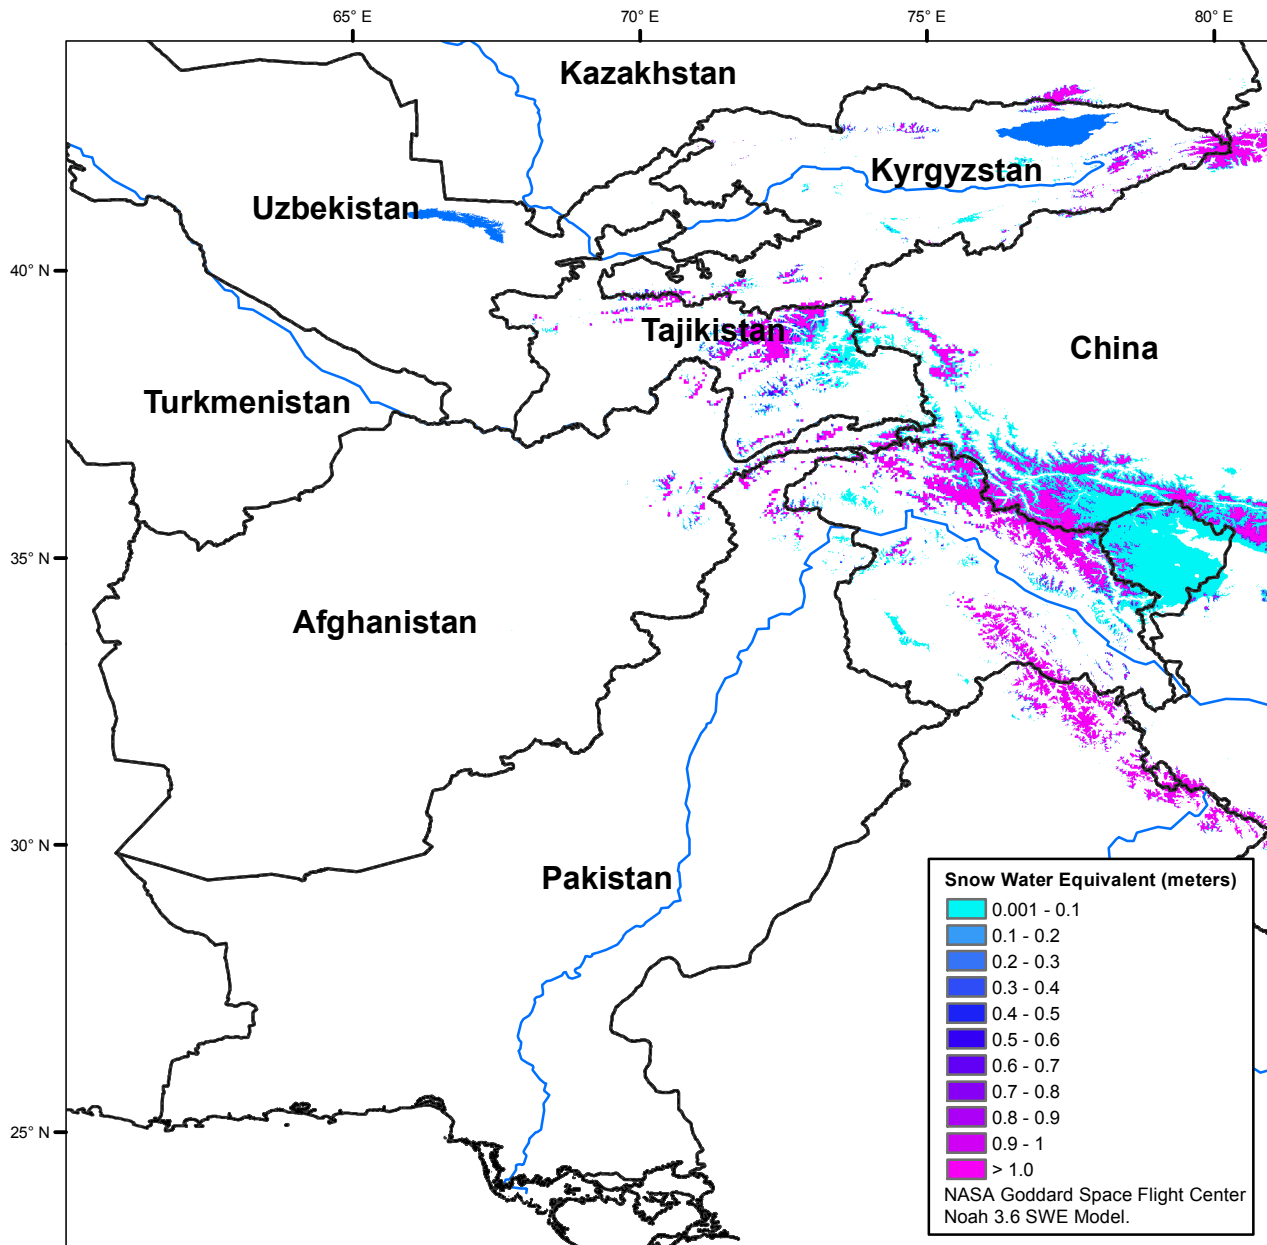 65° E
70° E
75° E
80° E
Kazakhstan
Kyrgyzstan
Uzbekistan
40° N
Tajikistan
China
Turkmenistan
35° N
Afghanistan
30° N
Pakistan
25° N
Snow Water Equivalent (meters)
0.001 - 0.1
0.1 - 0.2
0.2 - 0.3
0.3 - 0.4
0.4 - 0.5
0.5 - 0.6
0.6 - 0.7
0.7 - 0.8
0.8 - 0.9
0.9 - 1
> 1.0
NASA Goddard Space Flight Center
Noah 3.6 SWE Model.